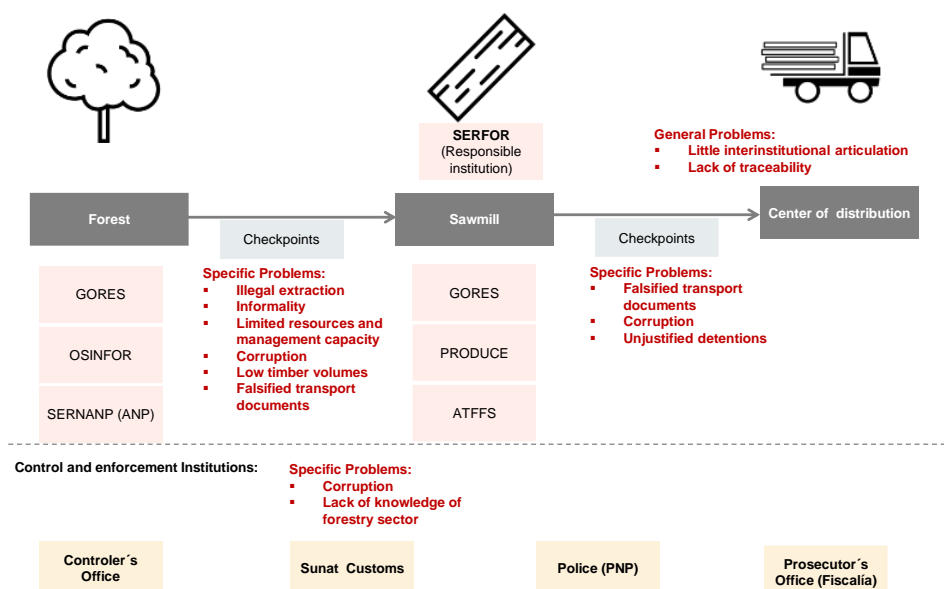 SERFOR
(Responsible
institution)
General Problems:
▪ Little interinstitutional articulation
▪ Lack of traceability
Forest
Sawmill
Center of distribution
Checkpoints
Checkpoints
Specific Problems:
▪ Illegal extraction
▪ Informality
▪ Limited resources and
management capacity
▪ Corruption
▪ Low timber volumes
▪ Falsified transport
documents
Specific Problems:
▪ Falsified transport
documents
▪ Corruption
▪ Unjustified detentions
GORES
OSINFOR
SERNANP (ANP)
GORES
PRODUCE
ATFFS
Control and enforcement Institutions:
Specific Problems:
▪ Corruption
▪ Lack of knowledge of
forestry sector
Controler´s
Office
Sunat Customs
Police (PNP)
Prosecutor´s
Office (Fiscalía)